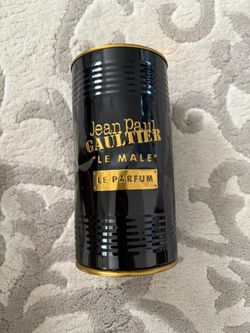 Jean Paul
GAULTIER
"LE MALE"
LE PARFUM